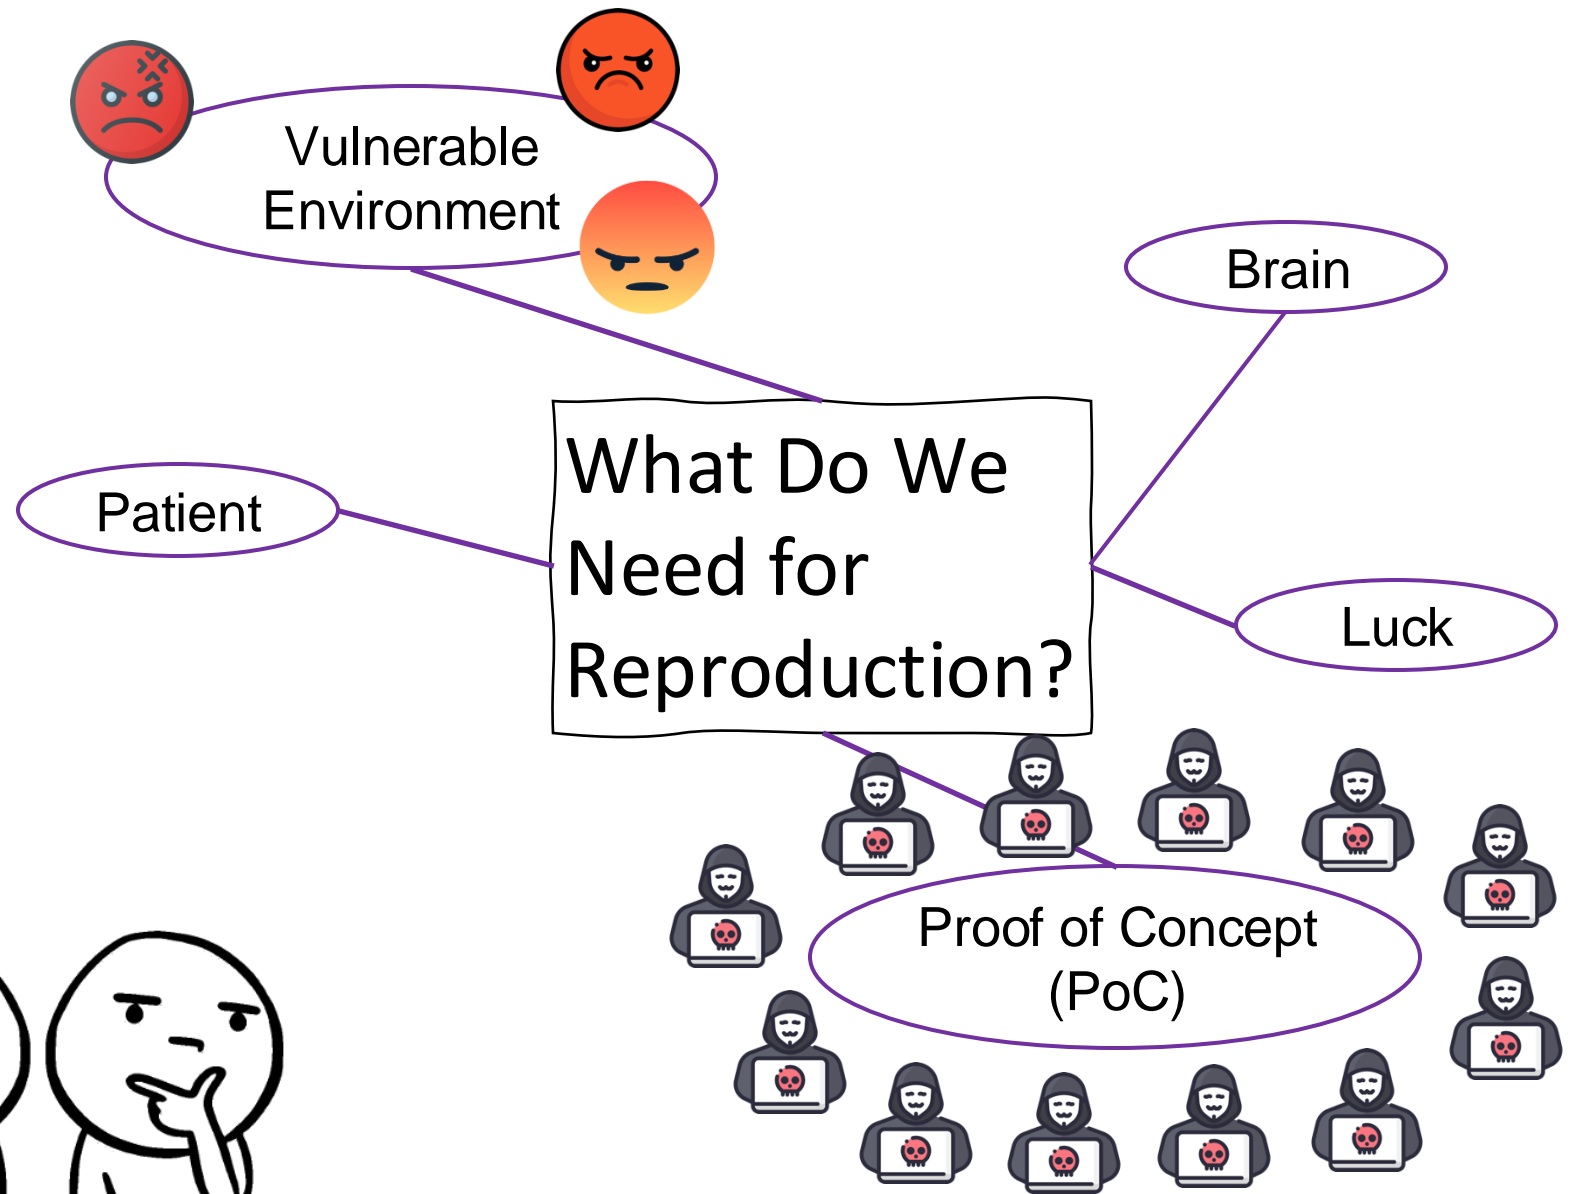 Vulnerable
Environment
Brain
What Do We
Need for
Reproduction?
Patient
Luck
Proof of Concept
(PoC)